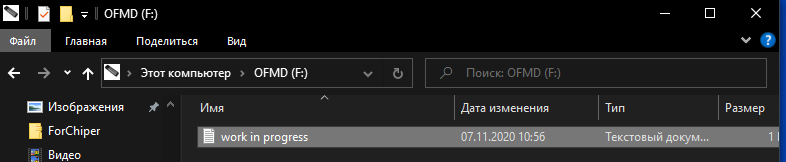 OFMD (F:)
Файл Главная Поделиться Вид
Этот компьютер OFMD (F:) Поиск: OFMD (F:)
Изображения
Имя Дата изменения Тип Размер
ForChiper
work in progress 07.11.2020 10:56 Текстовый докум... 1
Видео